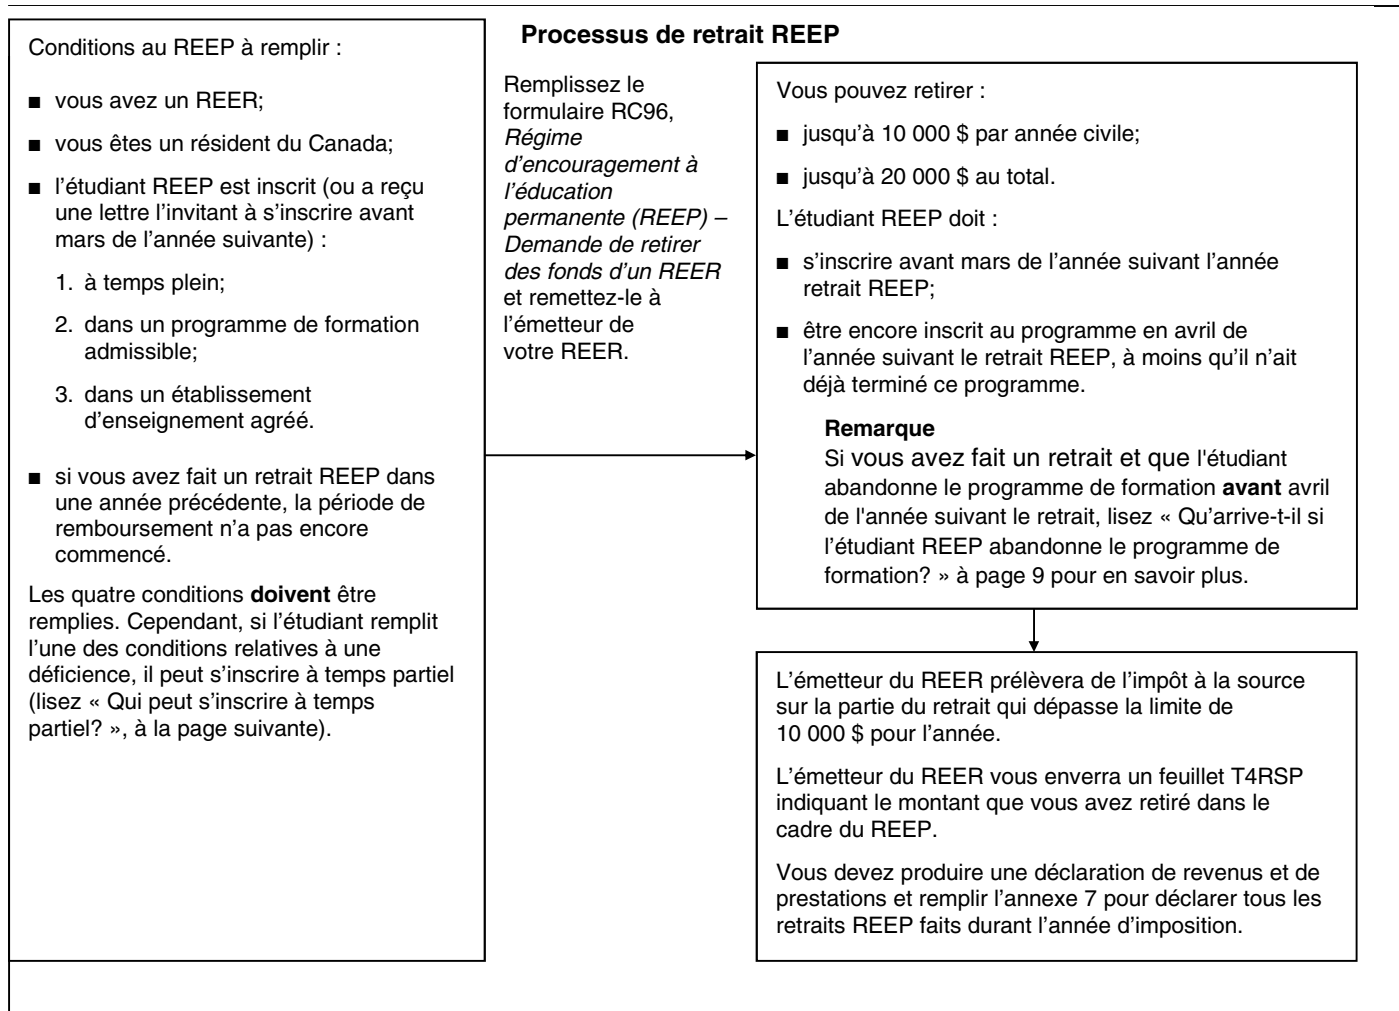 Processus de retrait REEP
Conditions au REEP à remplir :
■ vous avez un REER;
■ vous êtes un résident du Canada;
■ l'étudiant REEP est inscrit (ou a reçu
une lettre l'invitant à s'inscrire avant
mars de l'année suivante) :
1. à temps plein;
2. dans un programme de formation
admissible;
3. dans un établissement
d'enseignement agréé.
■ si vous avez fait un retrait REEP dans
une année précédente, la période de
remboursement n'a pas encore
commencé.
Les quatre conditions doivent être
remplies. Cependant, si l'étudiant remplit
l'une des conditions relatives à une
déficience, il peut s'inscrire à temps partiel
(lisez « Qui peut s'inscrire à temps
partiel? », à la page suivante).
Remplissez le
formulaire RC96,
Régime
d'encouragement à
l'éducation
permanente (REEP) –
Demande de retirer
des fonds d'un REER
et remettez-le à
l'émetteur de
votre REER.
Vous pouvez retirer :
■ jusqu'à 10 000 $ par année civile;
■ jusqu'à 20 000 $ au total.
L'étudiant REEP doit :
■ s'inscrire avant mars de l'année suivant l'année
retrait REEP;
■ être encore inscrit au programme en avril de
l'année suivant le retrait REEP, à moins qu'il n'ait
déjà terminé ce programme.
Remarque
Si vous avez fait un retrait et que l'étudiant
abandonne le programme de formation avant avril
de l'année suivant le retrait, lisez « Qu'arrive-t-il si
l'étudiant REEP abandonne le programme de
formation? » à page 9 pour en savoir plus.
L'émetteur du REER prélèvera de l'impôt à la source
sur la partie du retrait qui dépasse la limite de
10 000 $ pour l'année.
L'émetteur du REER vous enverra un feuillet T4RSP
indiquant le montant que vous avez retiré dans le
cadre du REEP.
Vous devez produire une déclaration de revenus et de
prestations et remplir l'annexe 7 pour déclarer tous les
retraits REEP faits durant l'année d'imposition.